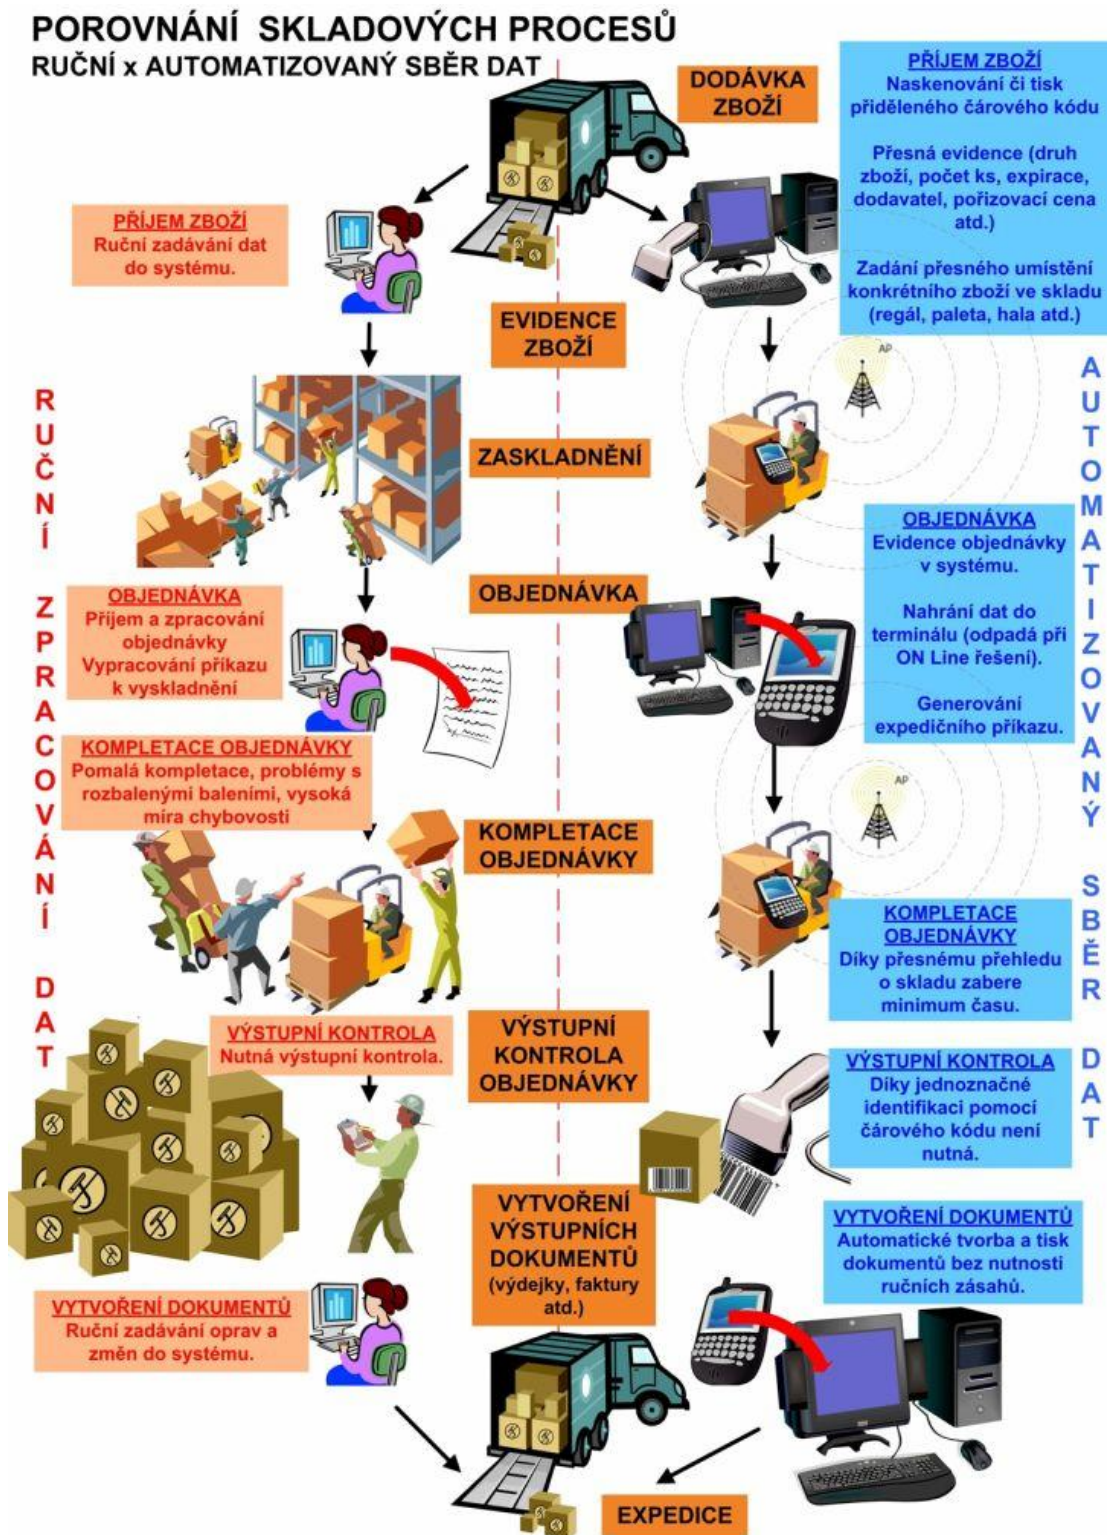 POROVNÁNÍ SKLADOVÝCH PROCESŮ
RUČNÍ x AUTOMATIZOVANÝ SBĚR DAT
DODÁVKA
ZBOŽÍ
PŘÍJEM ZBOŽÍ
Naskenování či tisk
přiděleného čárového kódu
Přesná evidence (druh
zboží, počet ks, expirace,
dodavatel, pořizovací cena
atd.)
Zadání přesného umístění
konkrétního zboží ve skladu
(regál, paleta, hala atd.)
PŘÍJEM ZBOŽÍ
Ruční zadávání dat
do systému.
EVIDENCE
ZBOŽÍ
AP
RUČNÍ ZPRACOVÁNÍ DAT
AUTOMATIZOVANÝ SBĚR DAT
ZASKLADNĚNÍ
OBJEDNÁVKA
Evidence objednávky
v systému.
Nahrání dat do
terminálu (odpadá při
ON Line řešení).
Generování
expedičního příkazu.
OBJEDNÁVKA
OBJEDNÁVKA
Příjem a zpracování
objednávky
Vypracování příkazu
k vyskladnění
KOMPLETACE OBJEDNÁVKY
Pomalá kompletace, problémy s
rozbalenými baleními, vysoká
míra chybovosti
AP
KOMPLETACE
OBJEDNÁVKY
KOMPLETACE
OBJEDNÁVKY
Díky přesnému přehledu
o skladu zabere
minimum času.
VÝSTUPNÍ KONTROLA
Nutná výstupní kontrola.
VÝSTUPNÍ
KONTROLA
OBJEDNÁVKY
VÝSTUPNÍ KONTROLA
Díky jednoznačné
identifikaci pomocí
čárového kódu není
nutná.
VYTVOŘENÍ
VÝSTUPNÍCH
DOKUMENTŮ
(výdejky, faktury
atd.)
VYTVOŘENÍ DOKUMENTŮ
Automatické tvorba a tisk
dokumentů bez nutnosti
ručních zásahů.
VYTVOŘENÍ DOKUMENTŮ
Ruční zadávání oprav a
změn do systému.
EXPEDICE